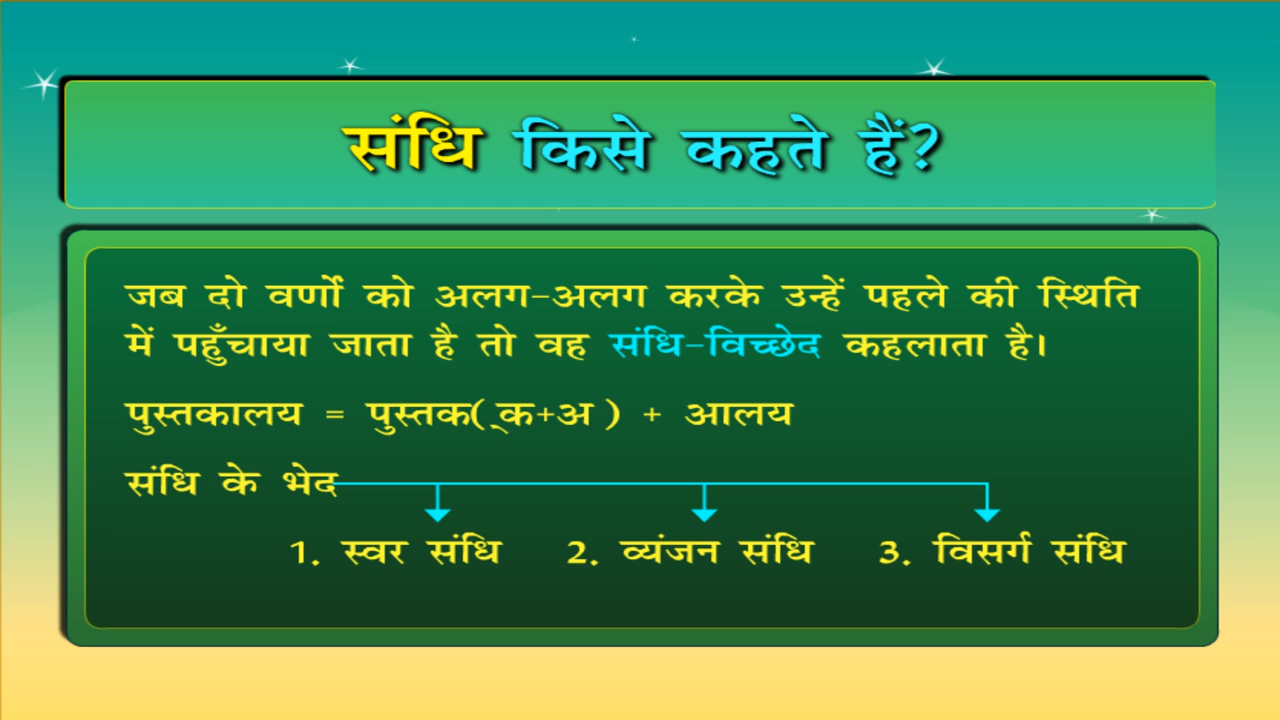 संधि किसे कहते हैं?
जब दो वर्णों को अलग-अलग करके उन्हें पहले की स्थिति
में पहुँचाया जाता है तो वह संधि-विच्छेद कहलाता है।
पुस्तकालय = पुस्तक(्क+अ) + आलय
संधि के भेद
1. स्वर संधि 2. व्यंजन संधि 3. विसर्ग संधि